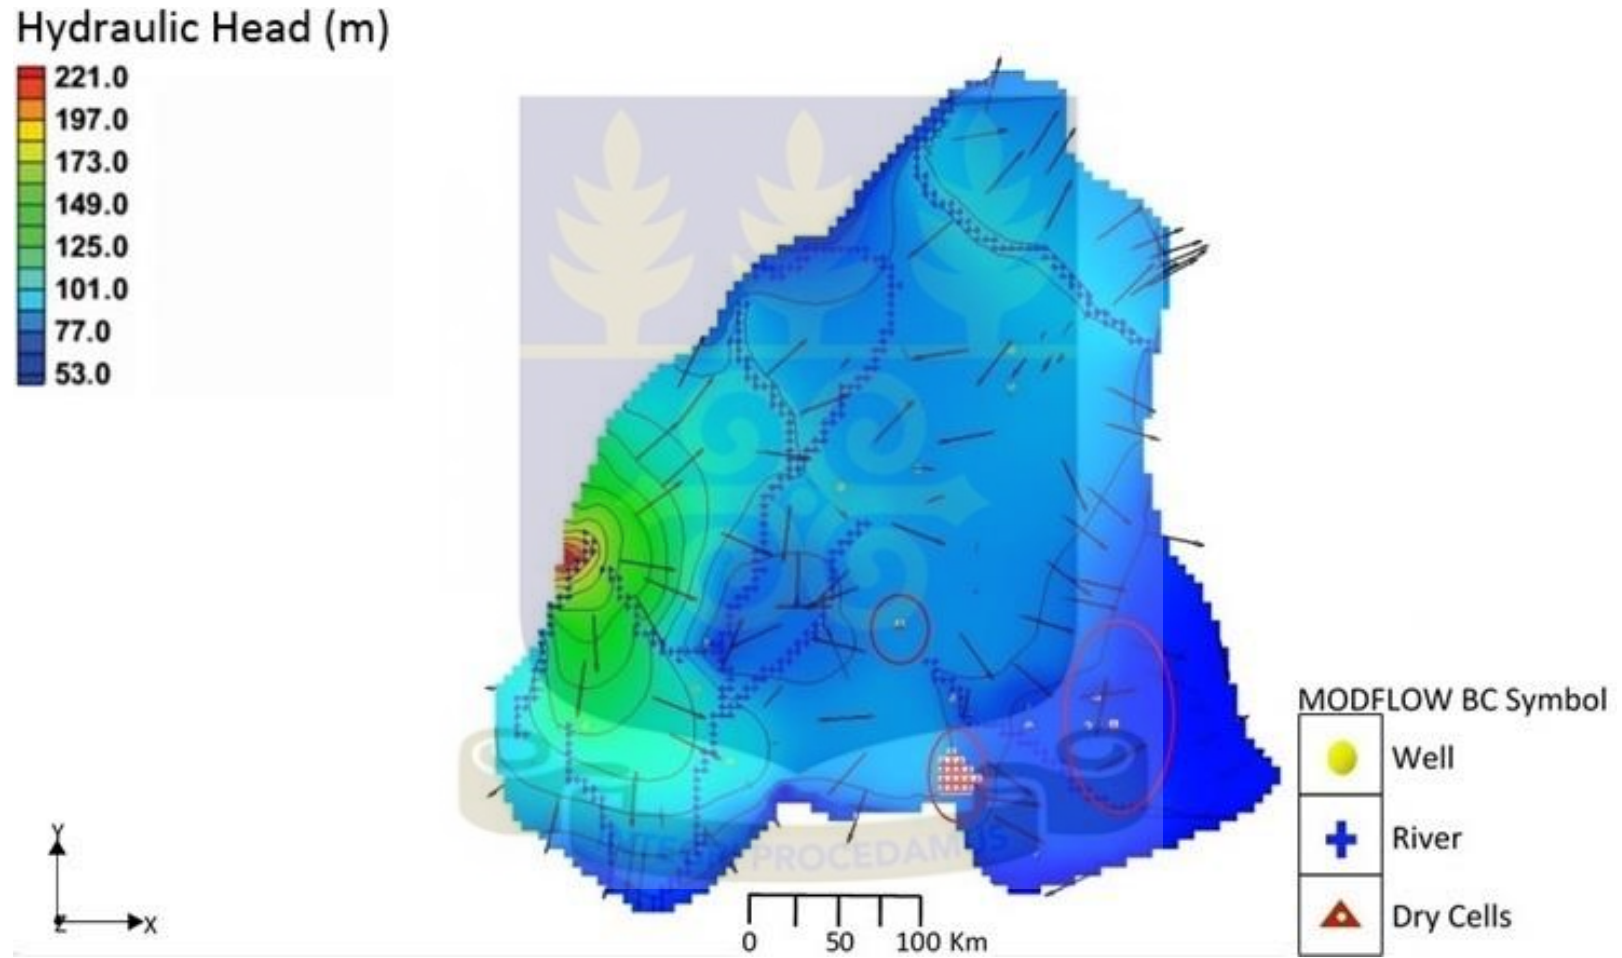 Hydraulic Head (m)
221.0
197.0
173.0
149.0
125.0
101.0
77.0
53.0
PROCEDAMUS
MODFLOW BC Symbol
Well
River
Dry Cells
Y
Z
X
0 50 100 Km